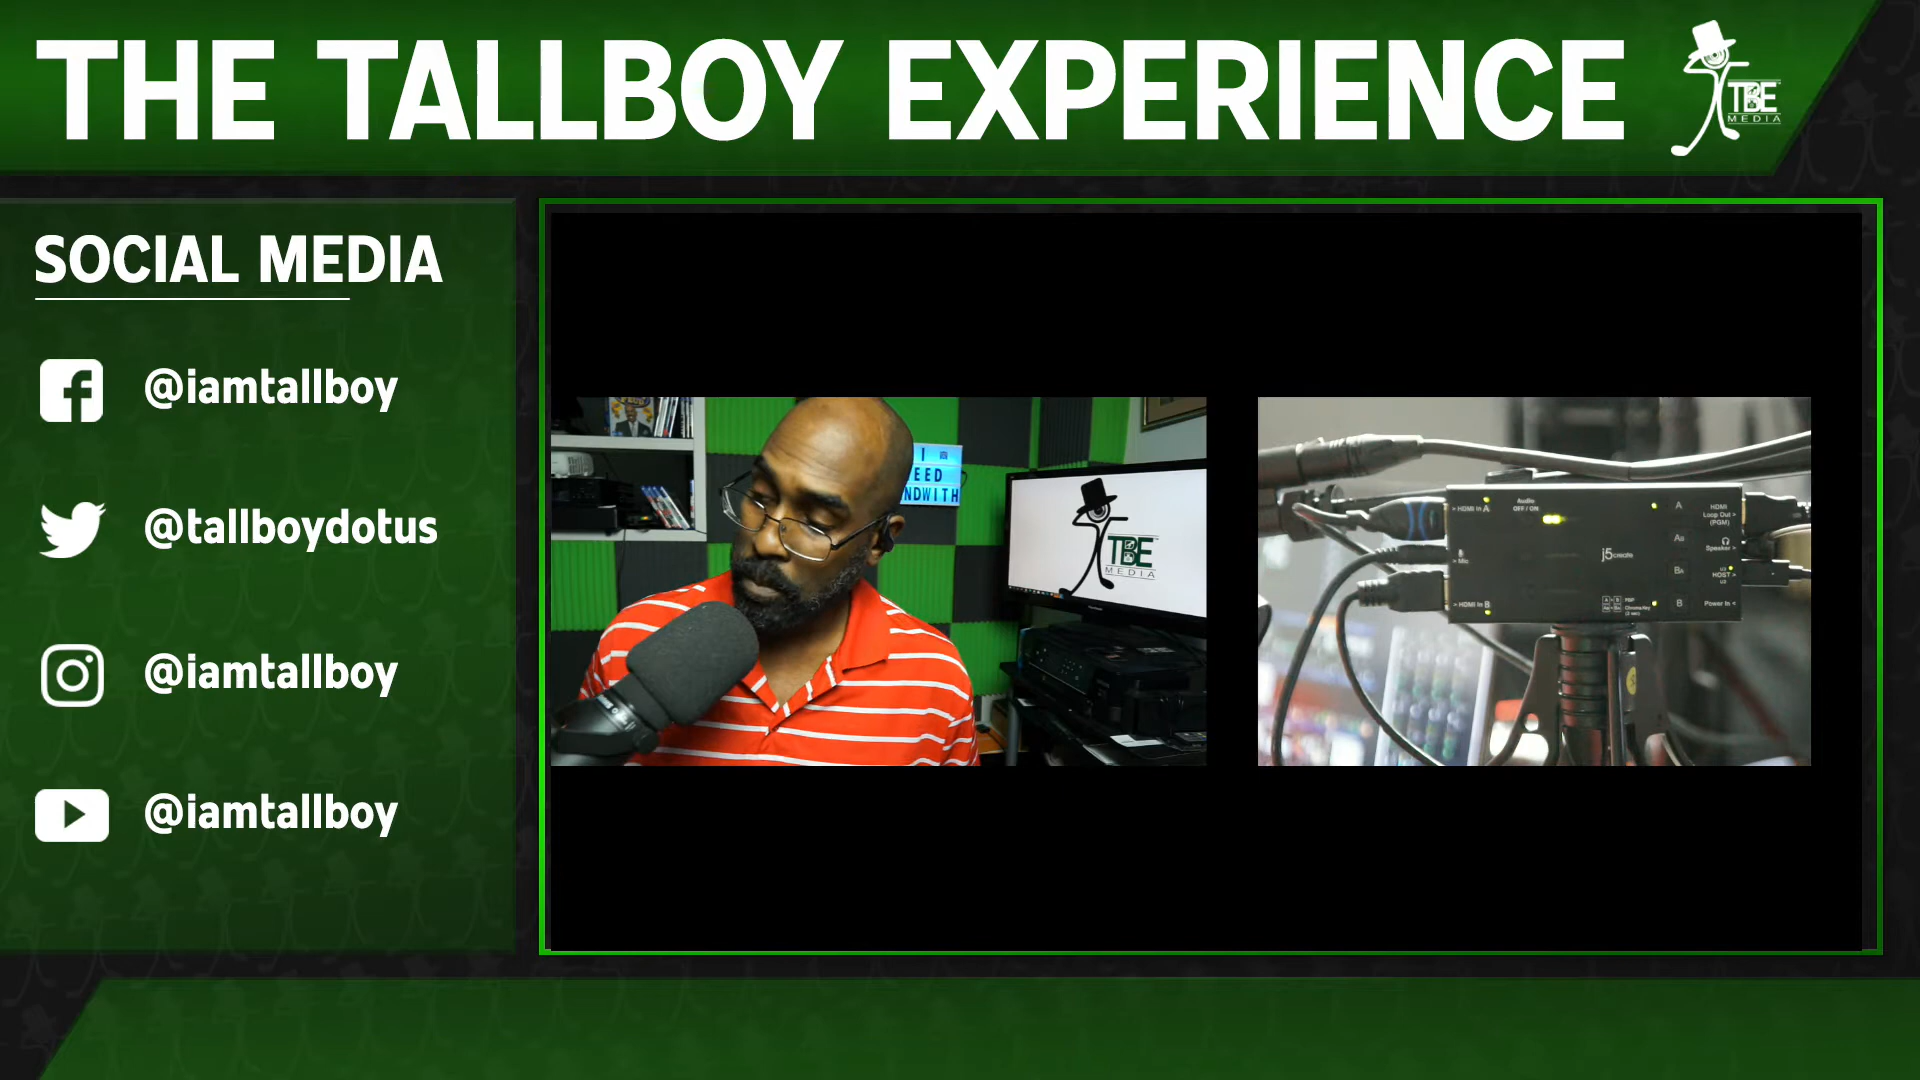 THE TALLBOY EXPERIENCE
TBE
MEDIA
SOCIAL MEDIA
@iamtallboy
@tallboydotus
@iamtallboy
@iamtallboy
I
EED
NDWITH
TBE
MEDIA
> HDMI In A
Audio
OFF / ON
A
HDMI
Loop Out >
(PGM)
j5create
Speaker >
> Mic
HOST >
B
Power In <
> HDMI In B